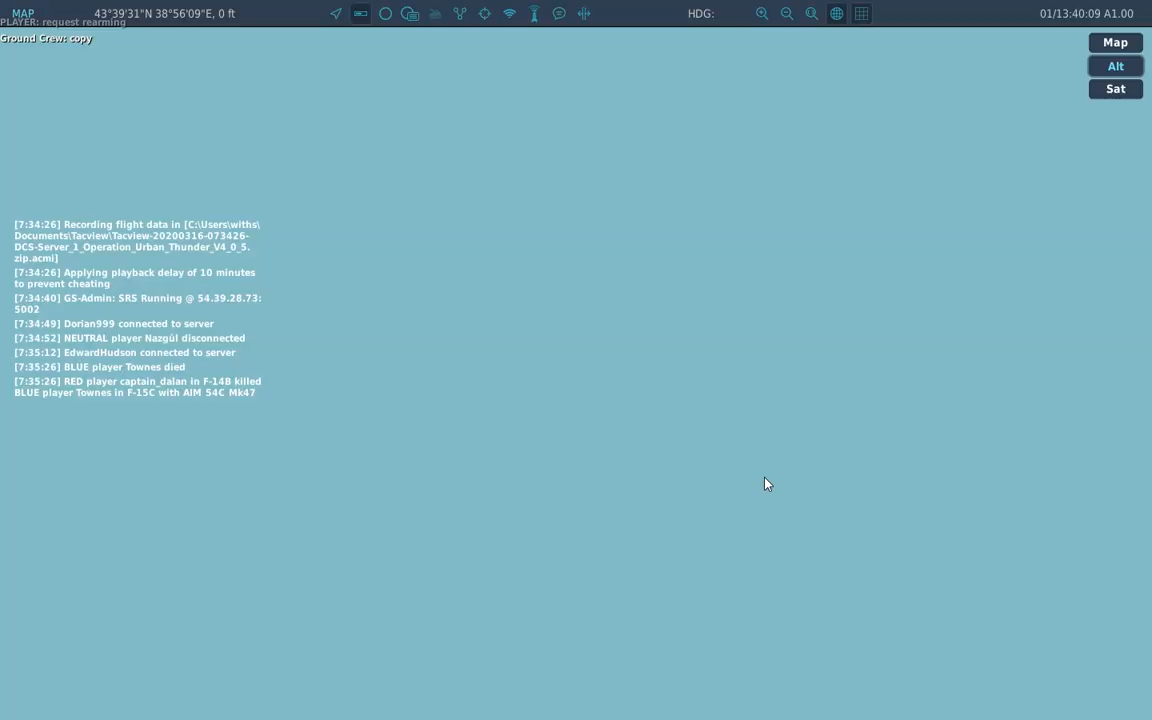 MAP 43°39'31"N 38°56'09"E, 0 ft HDG: 01/13:40:09 A1.00
PLAYER: request rearming
Ground Crew: copy
Map
Alt
Sat
[7:34:26] Recording flight data in [C:\Users\withs\
Documents\Tacview\Tacview-20200316-073426-
DCS-Server_1_Operation_Urban_Thunder_V4_0_5.
zip.acmi]
[7:34:26] Applying playback delay of 10 minutes
to prevent cheating
[7:34:40] GS-Admin: SRS Running @ 54.39.28.73:
5002
[7:34:49] Dorian999 connected to server
[7:34:52] NEUTRAL player Nazgûl disconnected
[7:35:12] EdwardHudson connected to server
[7:35:26] BLUE player Townes died
[7:35:26] RED player captain_dalan in F-14B killed
BLUE player Townes in F-15C with AIM 54C Mk47